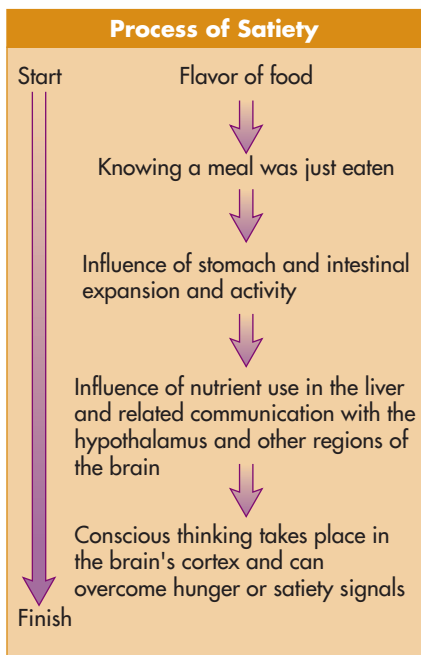 Process of Satiety
Start
Flavor of food
Knowing a meal was just eaten
Influence of stomach and intestinal
expansion and activity
Influence of nutrient use in the liver
and related communication with the
hypothalamus and other regions of
the brain
Conscious thinking takes place in
the brain's cortex and can
overcome hunger or satiety signals
Finish